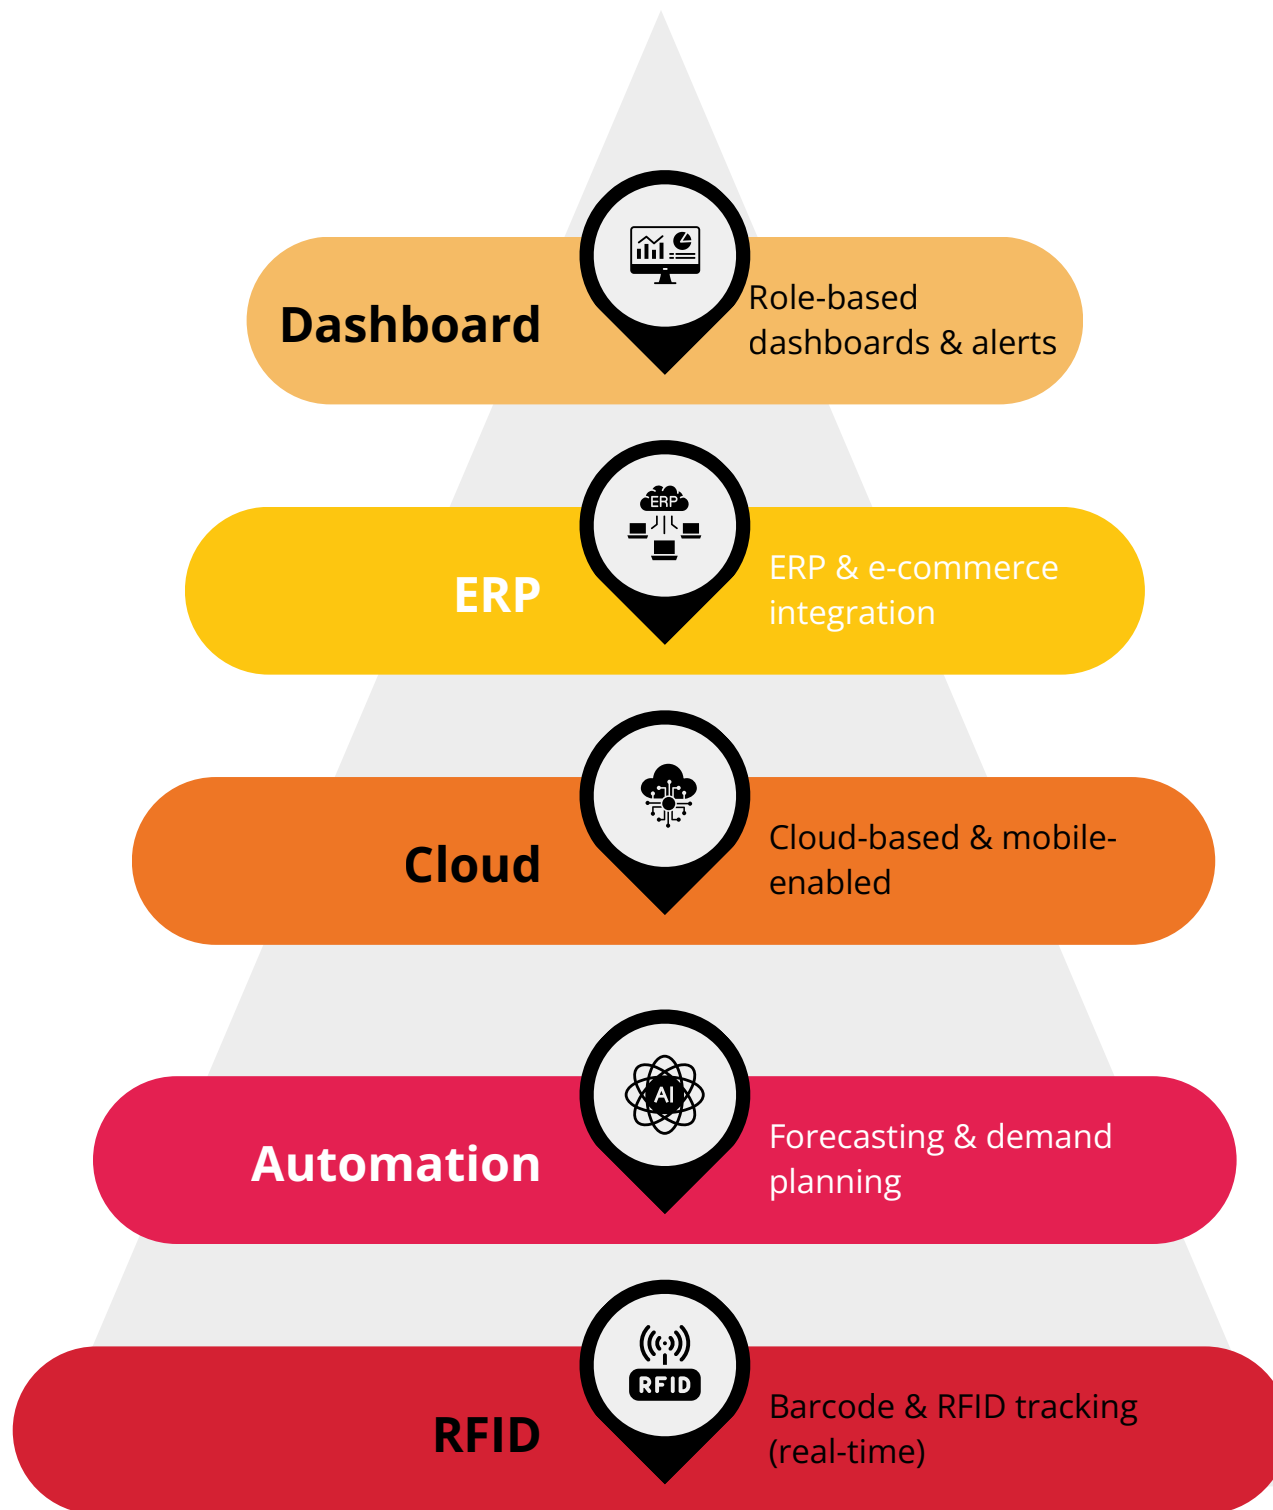 Dashboard
Role-based
dashboards & alerts
ERP
ERP
ERP & e-commerce
integration
Cloud
Cloud-based & mobile-
enabled
AI
Automation
Forecasting & demand
planning
RFID
RFID
Barcode & RFID tracking
(real-time)